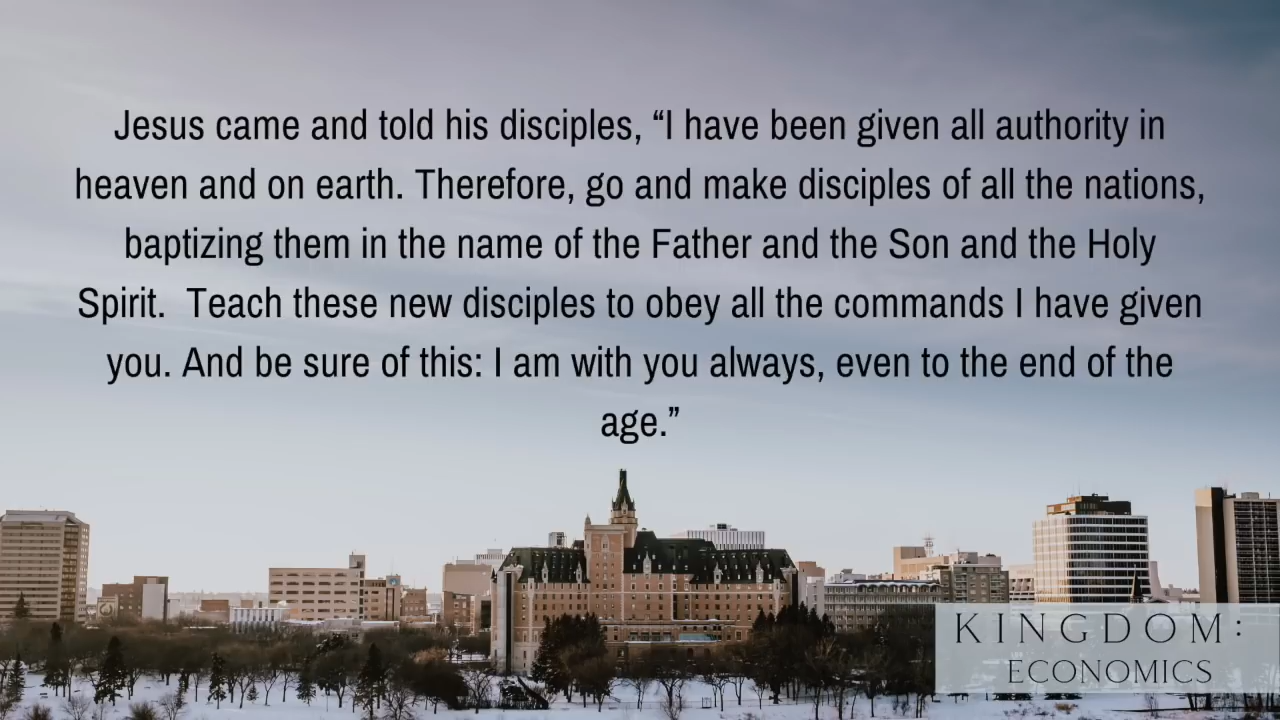 Jesus came and told his disciples, “I have been given all authority in
heaven and on earth. Therefore, go and make disciples of all the nations,
baptizing them in the name of the Father and the Son and the Holy
Spirit.  Teach these new disciples to obey all the commands I have given
you. And be sure of this: I am with you always, even to the end of the
age.”
KINGDOM:
ECONOMICS